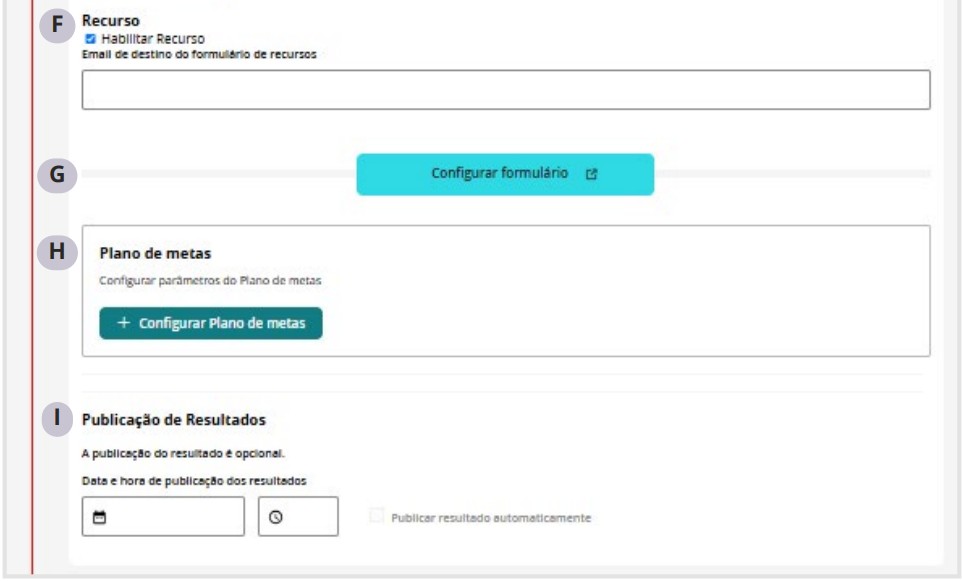 F
Recurso
Habilitar Recurso
Email de destino do formulário de recursos
G
Configurar formulário
H
Plano de metas
Configurar parâmetros do Plano de metas
+ Configurar Plano de metas
I
Publicação de Resultados
A publicação do resultado é opcional.
Data e hora de publicação dos resultados
Publicar resultado automaticamente